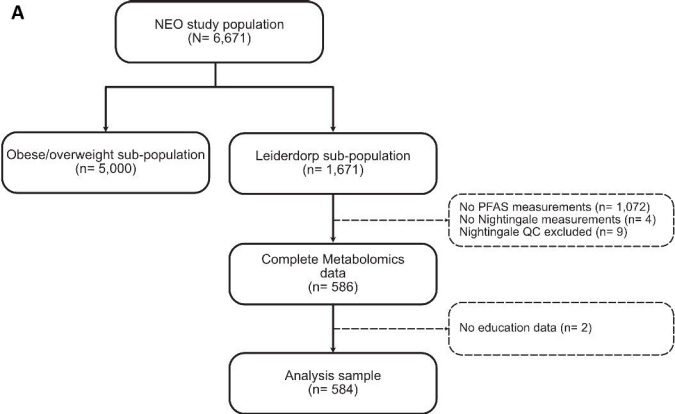 A
NEO study population
(N= 6,671)
Obese/overweight sub-population
(n= 5,000)
Leiderdorp sub-population
(n= 1,671)
No PFAS measurements (n= 1,072)
No Nightingale measurements (n= 4)
Nightingale QC excluded (n= 9)
Complete Metabolomics
data
(n= 586)
No education data (n= 2)
Analysis sample
(n= 584)